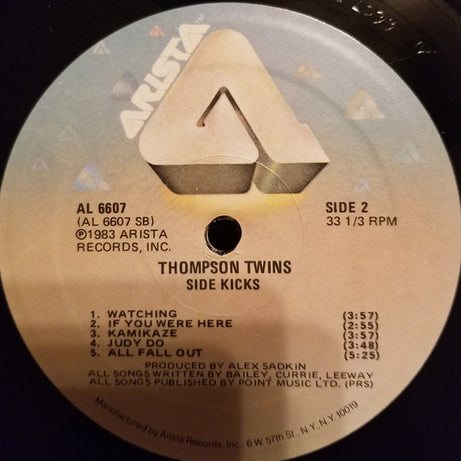 ARISTA
AL 6607
(AL 6607 SB)
℗1983 ARISTA
RECORDS, INC.
SIDE 2
33 1/3 RPM
THOMPSON TWINS
SIDE KICKS
1. WATCHING (3:57)
2. IF YOU WERE HERE (2:55)
3. KAMIKAZE (3:57)
4. JUDY DO (3:48)
5. ALL FALL OUT (5:25)
PRODUCED BY ALEX SADKIN
ALL SONGS WRITTEN BY BAILEY, CURRIE, LEEWAY
ALL SONGS PUBLISHED BY POINT MUSIC LTD. (PRS)
Manufactured by Arista Records, Inc., 6 W 57th St., N.Y., N.Y. 10019